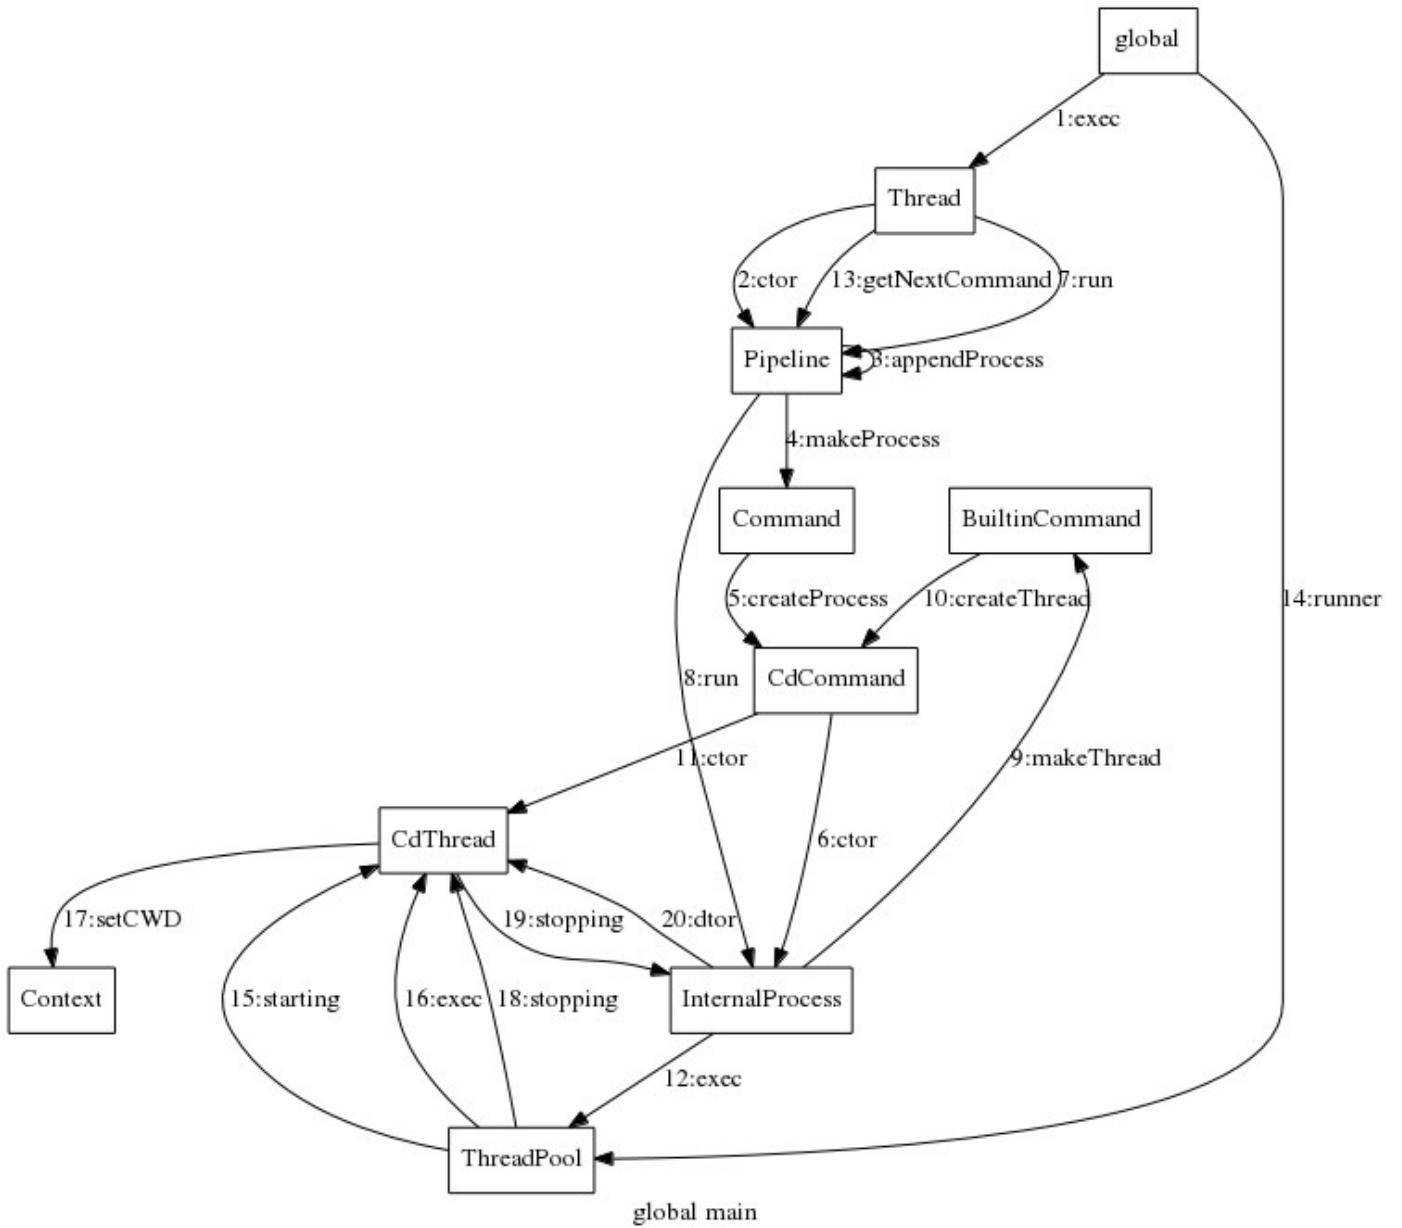 global
1:exec
Thread
2:ctor
13:getNextCommand
7:run
Pipeline
3:appendProcess
4:makeProcess
Command
BuiltinCommand
5:createProcess
10:createThread
14:runner
8:run
CdCommand
11:ctor
9:makeThread
CdThread
6:ctor
17:setCWD
19:stopping
20:dtor
Context
15:starting
16:exec
18:stopping
InternalProcess
12:exec
ThreadPool
global main